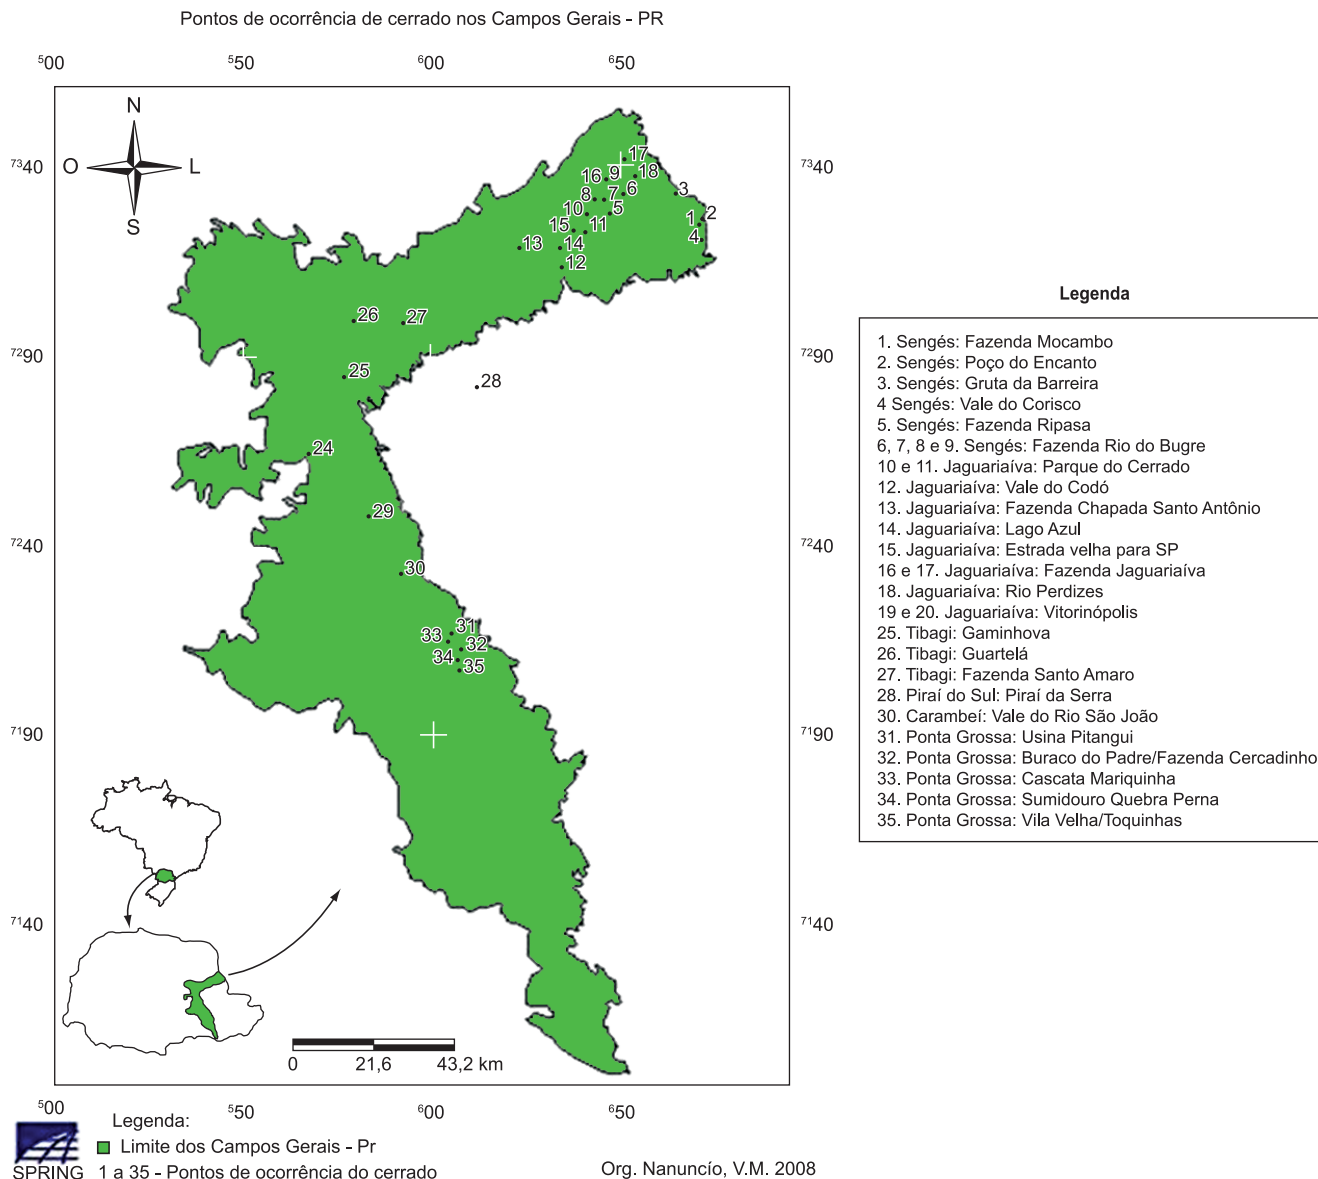 Pontos de ocorrência de cerrado nos Campos Gerais - PR
500 550 600 650
N
O L
S
7340 7340
7290 7290
7240 7240
7190 7190
7140 7140
17
16 9 18
8 7 6 3
10 5 2
15 11 1
13 14 4
12
26 27
25 28
24
29
30
31
33 32
34 35
0 21,6 43,2 km
500 550 600 650
Legenda
1. Sengés: Fazenda Mocambo
2. Sengés: Poço do Encanto
3. Sengés: Gruta da Barreira
4 Sengés: Vale do Corisco
5. Sengés: Fazenda Ripasa
6, 7, 8 e 9. Sengés: Fazenda Rio do Bugre
10 e 11. Jaguariaíva: Parque do Cerrado
12. Jaguariaíva: Vale do Codó
13. Jaguariaíva: Fazenda Chapada Santo Antônio
14. Jaguariaíva: Lago Azul
15. Jaguariaíva: Estrada velha para SP
16 e 17. Jaguariaíva: Fazenda Jaguariaíva
18. Jaguariaíva: Rio Perdizes
19 e 20. Jaguariaíva: Vitorinópolis
25. Tibagi: Gaminhova
26. Tibagi: Guartelá
27. Tibagi: Fazenda Santo Amaro
28. Piraí do Sul: Piraí da Serra
30. Carambeí: Vale do Rio São João
31. Ponta Grossa: Usina Pitangui
32. Ponta Grossa: Buraco do Padre/Fazenda Cercadinho
33. Ponta Grossa: Cascata Mariquinha
34. Ponta Grossa: Sumidouro Quebra Perna
35. Ponta Grossa: Vila Velha/Toquinhas
Legenda:
Limite dos Campos Gerais - Pr
SPRING 1 a 35 - Pontos de ocorrência do cerrado
Org. Nanuncío, V.M. 2008